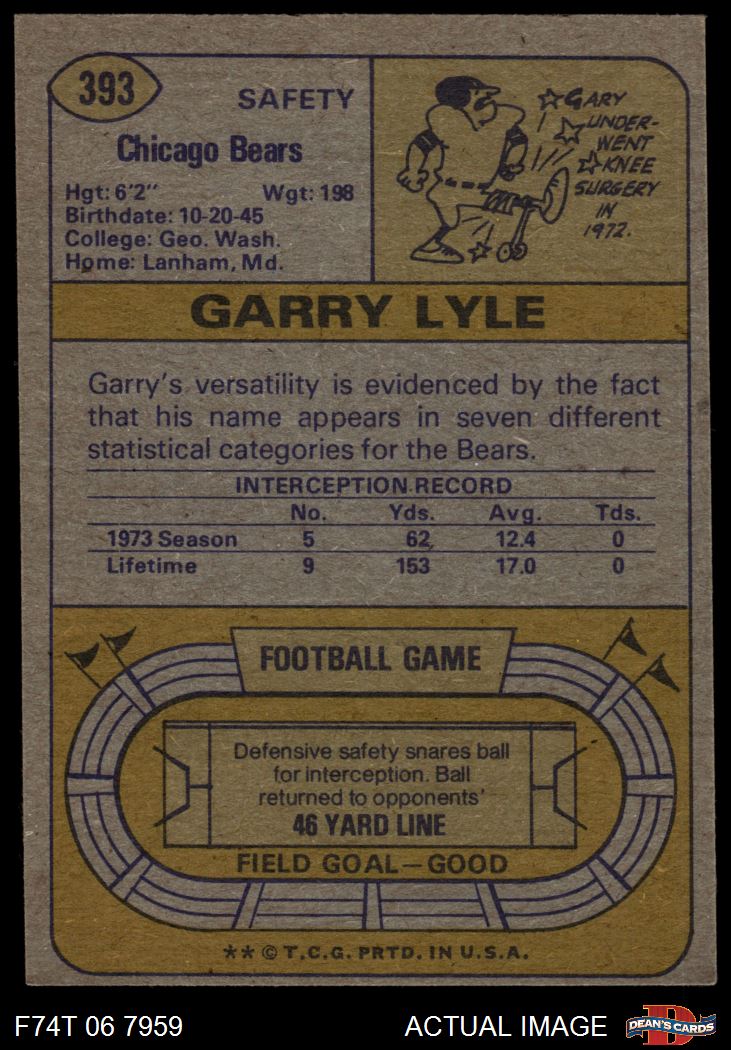 393
SAFETY
Chicago Bears
Hgt: 6'2" Wgt: 198
Birthdate: 10-20-45
College: Geo. Wash.
Home: Lanham, Md.
GARY
UNDER-
WENT
KNEE
SURGERY
IN
1972.
GARRY LYLE
Garry's versatility is evidenced by the fact
that his name appears in seven different
statistical categories for the Bears.
INTERCEPTION RECORD
No. Yds. Avg. Tds.
1973 Season 5 62 12.4 0
Lifetime 9 153 17.0 0
FOOTBALL GAME
Defensive safety snares ball
for interception. Ball
returned to opponents'
46 YARD LINE
FIELD GOAL—GOOD
** © T.C.G. PRTD. IN U.S.A.
F74T 06 7959 ACTUAL IMAGE
DEAN'S CARDS